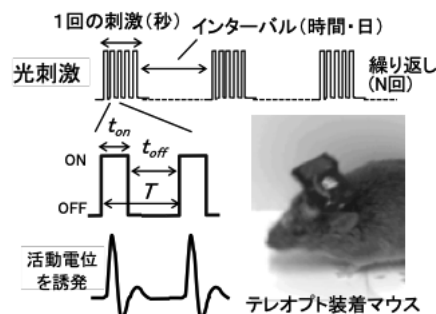 1回の刺激(秒)
インターバル(時間・日)
光刺激
繰り返し
(N回)
ton
toff
ON
T
OFF
活動電位
を誘発
テレオプト装着マウス